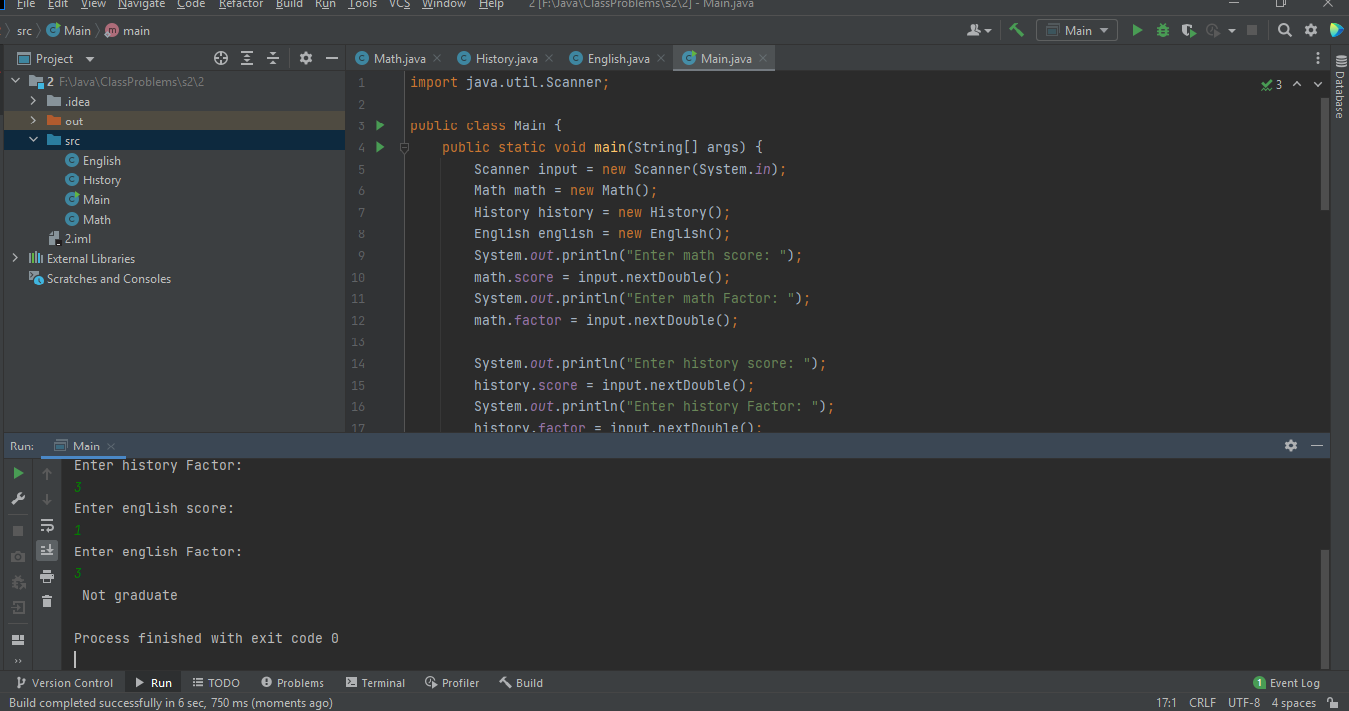 File Edit View Navigate Code Refactor Build Run Tools VCS Window Help 2 [F:\Java\ClassProblems\s2\2] - Main.java
src Main main
Main
Project
Math.java History.java English.java Main.java
2 F:\Java\ClassProblems\s2\2
.idea
out
src
English
History
Main
Math
2.iml
External Libraries
Scratches and Consoles
1 import java.util.Scanner;
2
3 public class Main {
4 public static void main(String[] args) {
5 Scanner input = new Scanner(System.in);
6 Math math = new Math();
7 History history = new History();
8 English english = new English();
9 System.out.println("Enter math score: ");
10 math.score = input.nextDouble();
11 System.out.println("Enter math Factor: ");
12 math.factor = input.nextDouble();
13
14 System.out.println("Enter history score: ");
15 history.score = input.nextDouble();
16 System.out.println("Enter history Factor: ");
17 history.factor = input.nextDouble();
3
Database
Run: Main
Enter history Factor:
3
Enter english score:
1
Enter english Factor:
3
Not graduate
Process finished with exit code 0
Version Control Run TODO Problems Terminal Profiler Build 1 Event Log
Build completed successfully in 6 sec, 750 ms (moments ago) 17:1 CRLF UTF-8 4 spaces